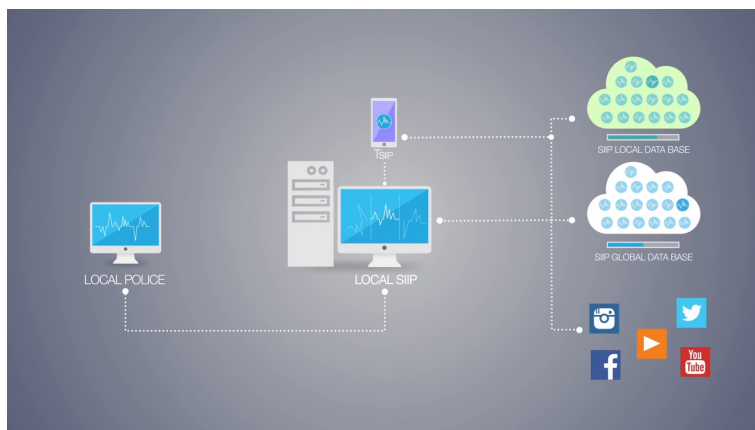 TSIIP
SIIP LOCAL DATA BASE
SIIP GLOBAL DATA BASE
LOCAL POLICE
LOCAL SIIP
You
Tube